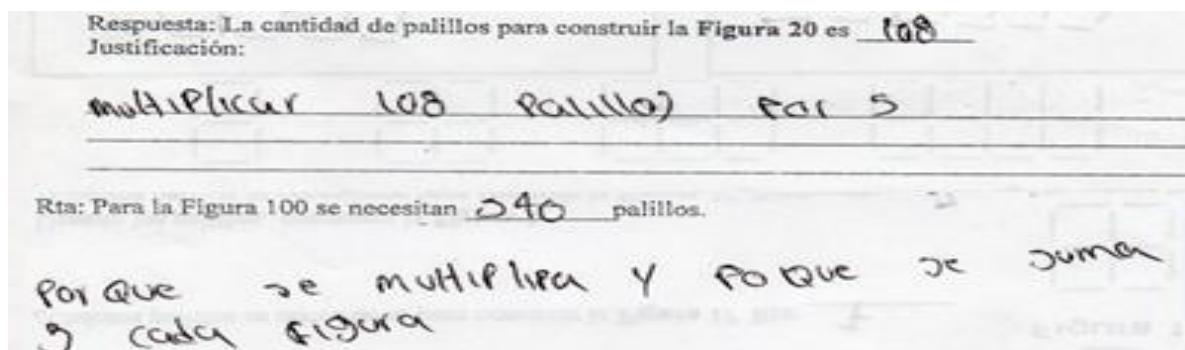 Respuesta: La cantidad de palillos para construir la Figura 20 es 108
Justificación:
multiplicar 108 Palillos por 5
Rta: Para la Figura 100 se necesitan 540 palillos.
Por que se multiplica y po que se suma
5 cada figura